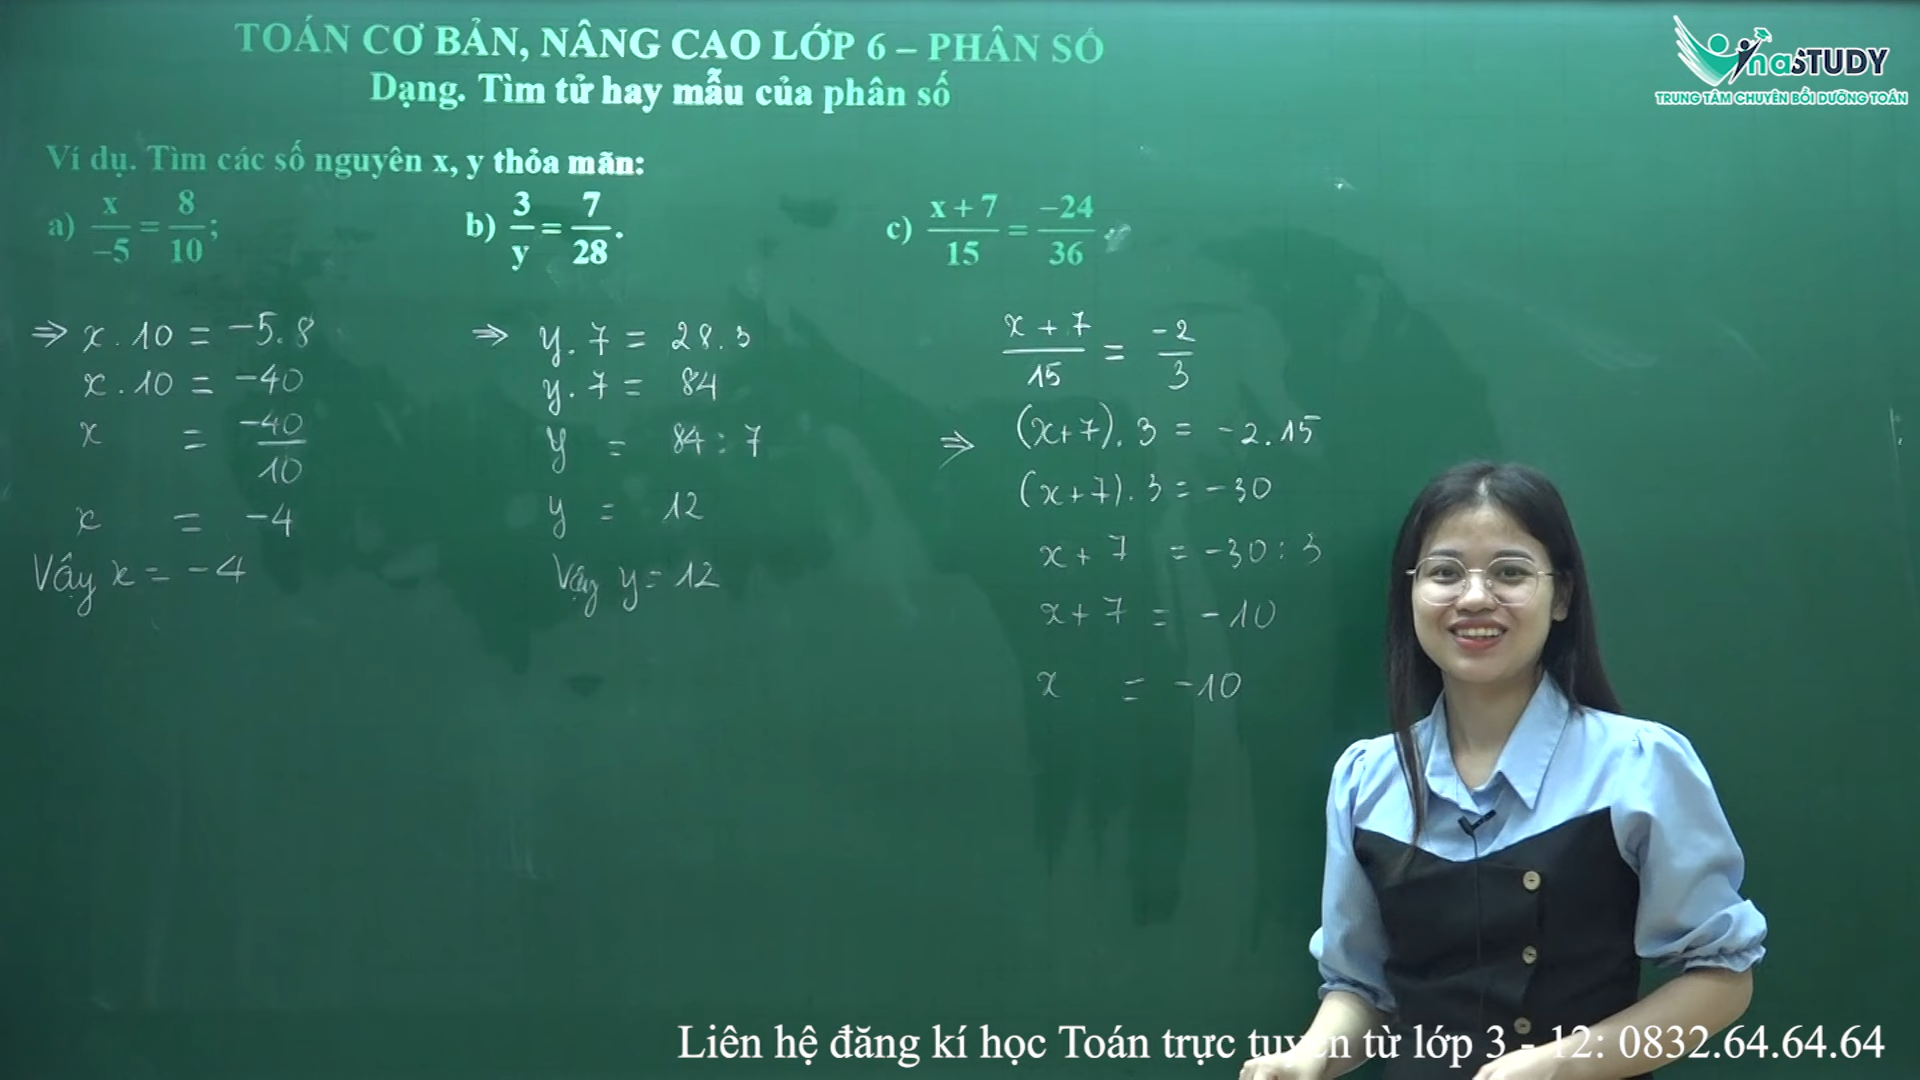 TOÁN CƠ BẢN, NÂNG CAO LỚP 6 – PHÂN SỐ
Dạng. Tìm tử hay mẫu của phân số
naSTUDY
TRUNG TÂM CHUYÊN BỒI DƯỠNG TOÁN
Ví dụ. Tìm các số nguyên x, y thỏa mãn:
a) x/–5 = 8/10;
b) 3/y = 7/28.
c) x + 7/15 = –24/36.
⇒ x . 10 = -5.8
x . 10 = -40
x = -40/10
x = -4
Vậy x = -4
⇒ y. 7 = 28.3
y. 7 = 84
y = 84 : 7
y = 12
Vậy y = 12
x + 7/15 = -2/3
⇒ (x+7). 3 = -2.15
(x+7). 3 = -30
x + 7 = -30 : 3
x + 7 = -10
x = -10
Liên hệ đăng kí học Toán trực tuyến từ lớp 3 - 12: 0832.64.64.64